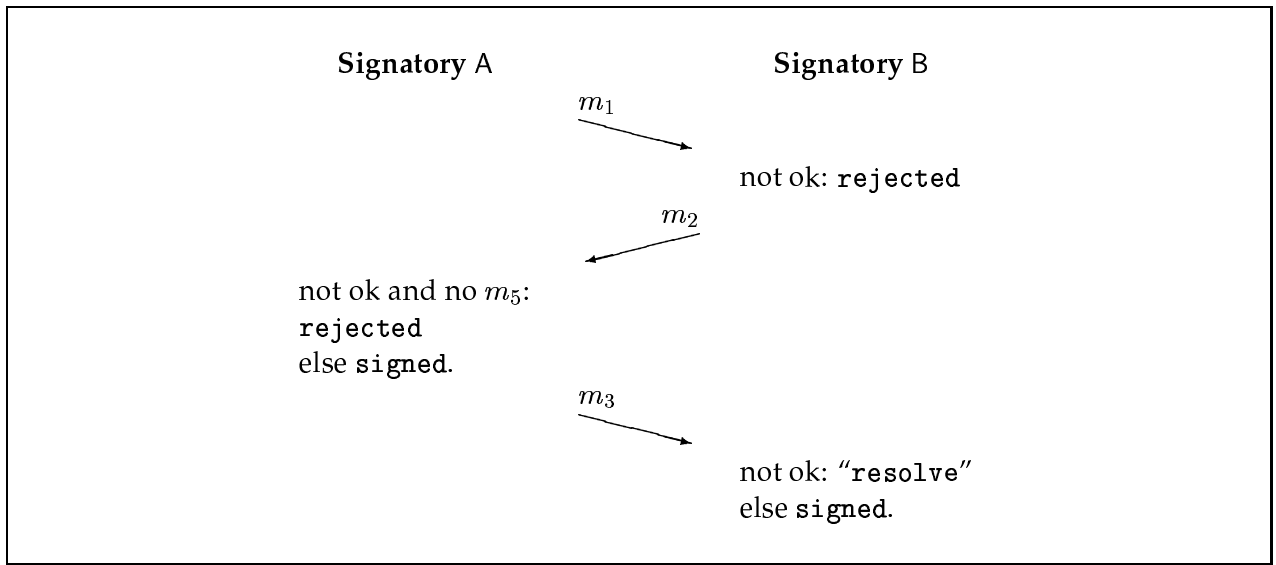 Signatory A Signatory B
m₁
not ok: rejected
m₂
not ok and no m₅:
rejected
else signed.
m₃
not ok: “resolve”
else signed.